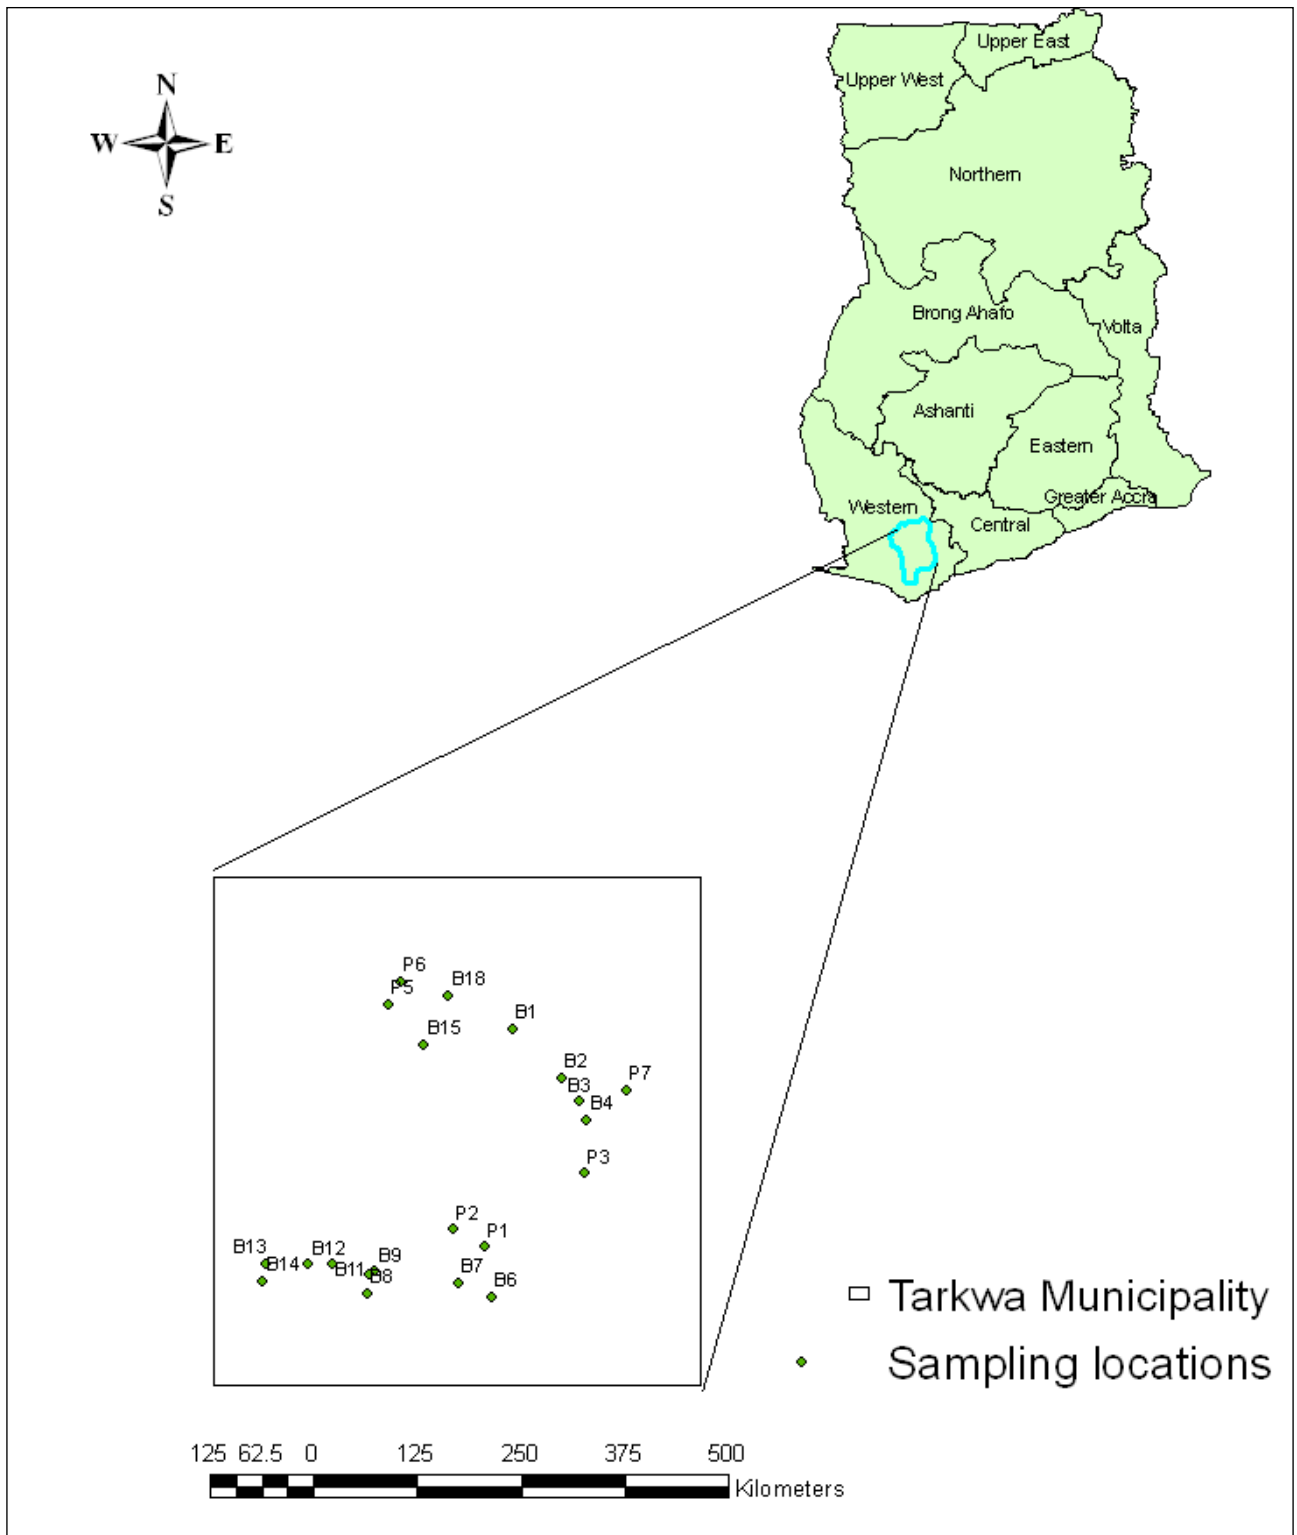 N
W E
S
Upper East
Upper West
Northern
Brong Ahafo
Volta
Ashanti
Eastern
Greater Accra
Western
Central
P6
P5
B18
B1
B15
B2
P7
B3
B4
P3
P2
P1
B13
B12
B9
B14
B11
B8
B7
B6
Tarkwa Municipality
Sampling locations
125 62.5 0 125 250 375 500
Kilometers